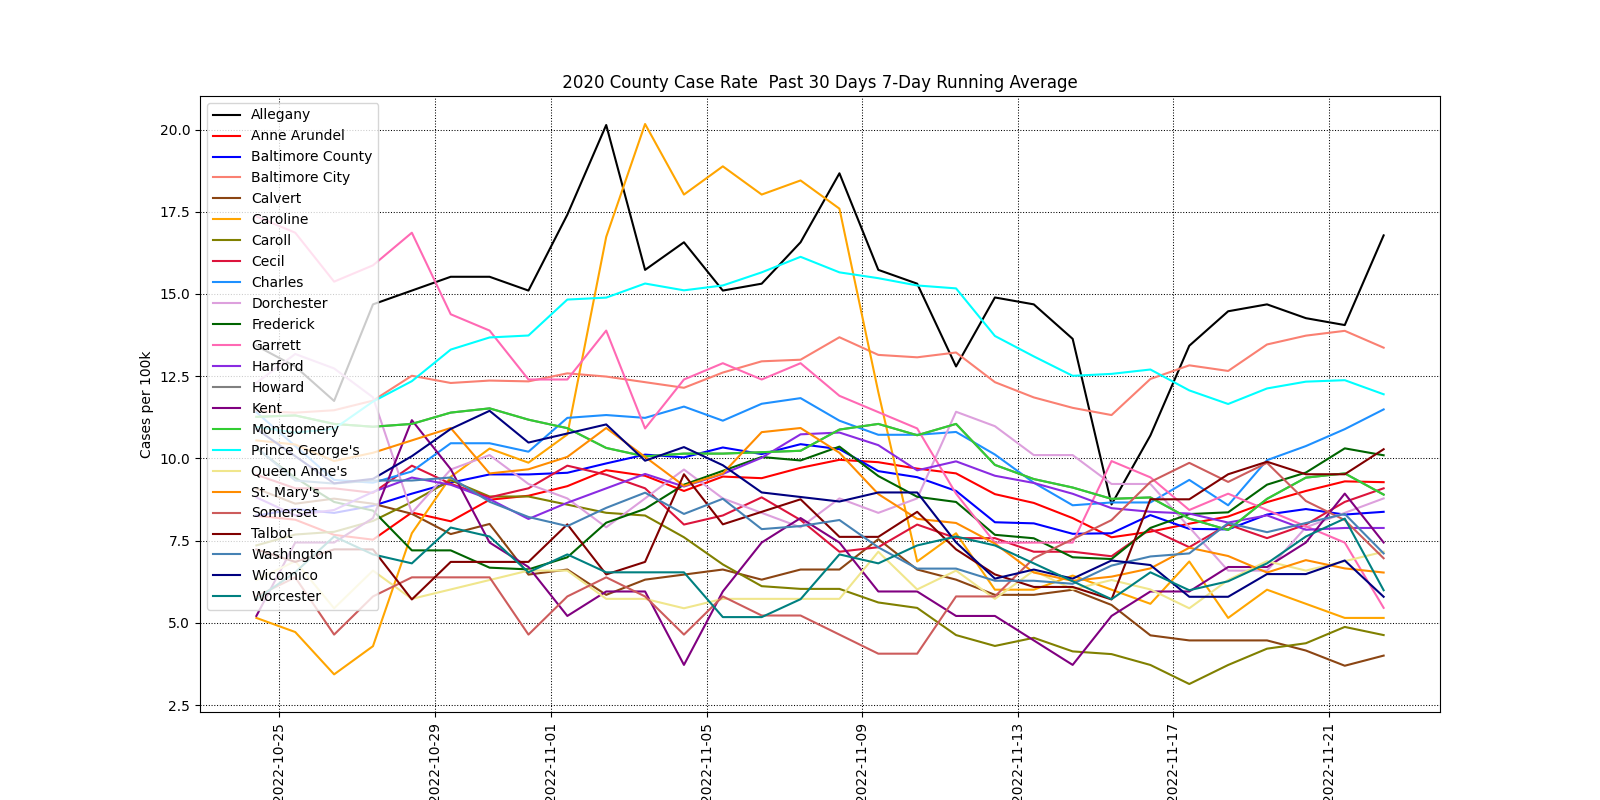 2020 County Case Rate  Past 30 Days 7-Day Running Average
Cases per 100k
20.0
17.5
15.0
12.5
10.0
7.5
5.0
2.5
Allegany
Anne Arundel
Baltimore County
Baltimore City
Calvert
Caroline
Caroll
Cecil
Charles
Dorchester
Frederick
Garrett
Harford
Howard
Kent
Montgomery
Prince George's
Queen Anne's
St. Mary's
Somerset
Talbot
Washington
Wicomico
Worcester
2022-10-25
2022-10-29
2022-11-01
2022-11-05
2022-11-09
2022-11-13
2022-11-17
2022-11-21